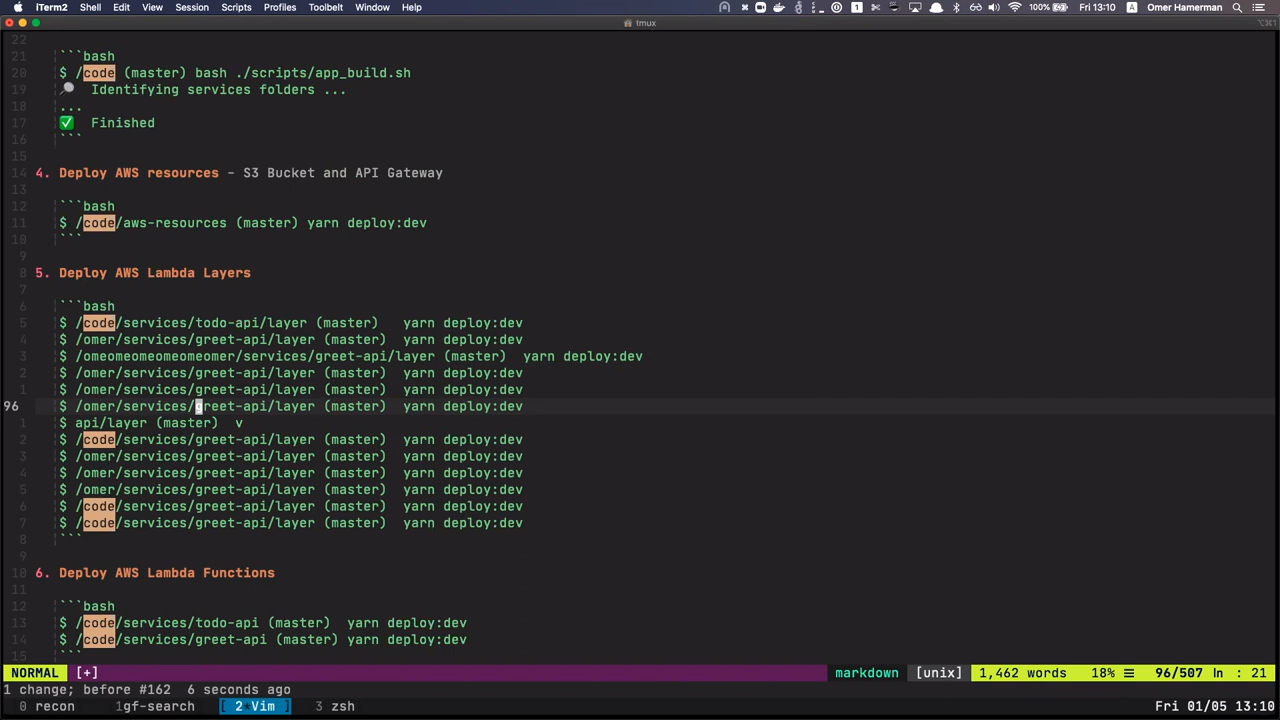 iTerm2 Shell Edit View Session Scripts Profiles Toolbelt Window Help 1 100% A Fri 13:10 Omer Hamerman
tmux ⌥⌘1
22
21 ```bash
20 $ /code (master) bash ./scripts/app_build.sh
19 🔎 Identifying services folders ...
18 ...
17 ✅ Finished
16 ```
15
14 4. Deploy AWS resources - S3 Bucket and API Gateway
13
12 ```bash
11 $ /code/aws-resources (master) yarn deploy:dev
10 ```
9
8 5. Deploy AWS Lambda Layers
7
6 ```bash
5 $ /code/services/todo-api/layer (master) yarn deploy:dev
4 $ /omer/services/greet-api/layer (master) yarn deploy:dev
3 $ /omeomeomeomeomeomer/services/greet-api/layer (master) yarn deploy:dev
2 $ /omer/services/greet-api/layer (master) yarn deploy:dev
1 $ /omer/services/greet-api/layer (master) yarn deploy:dev
96 $ /omer/services/greet-api/layer (master) yarn deploy:dev
1 $ api/layer (master) v
2 $ /code/services/greet-api/layer (master) yarn deploy:dev
3 $ /omer/services/greet-api/layer (master) yarn deploy:dev
4 $ /omer/services/greet-api/layer (master) yarn deploy:dev
5 $ /omer/services/greet-api/layer (master) yarn deploy:dev
6 $ /code/services/greet-api/layer (master) yarn deploy:dev
7 $ /code/services/greet-api/layer (master) yarn deploy:dev
8 ```
9
10 6. Deploy AWS Lambda Functions
11
12 ```bash
13 $ /code/services/todo-api (master) yarn deploy:dev
14 $ /code/services/greet-api (master) yarn deploy:dev
15 ```
NORMAL [+] markdown [unix] 1,462 words 18% ☰ 96/507 ln : 21
1 change; before #162 6 seconds ago
0 recon 1gf-search 2*Vim 3 zsh Fri 01/05 13:10